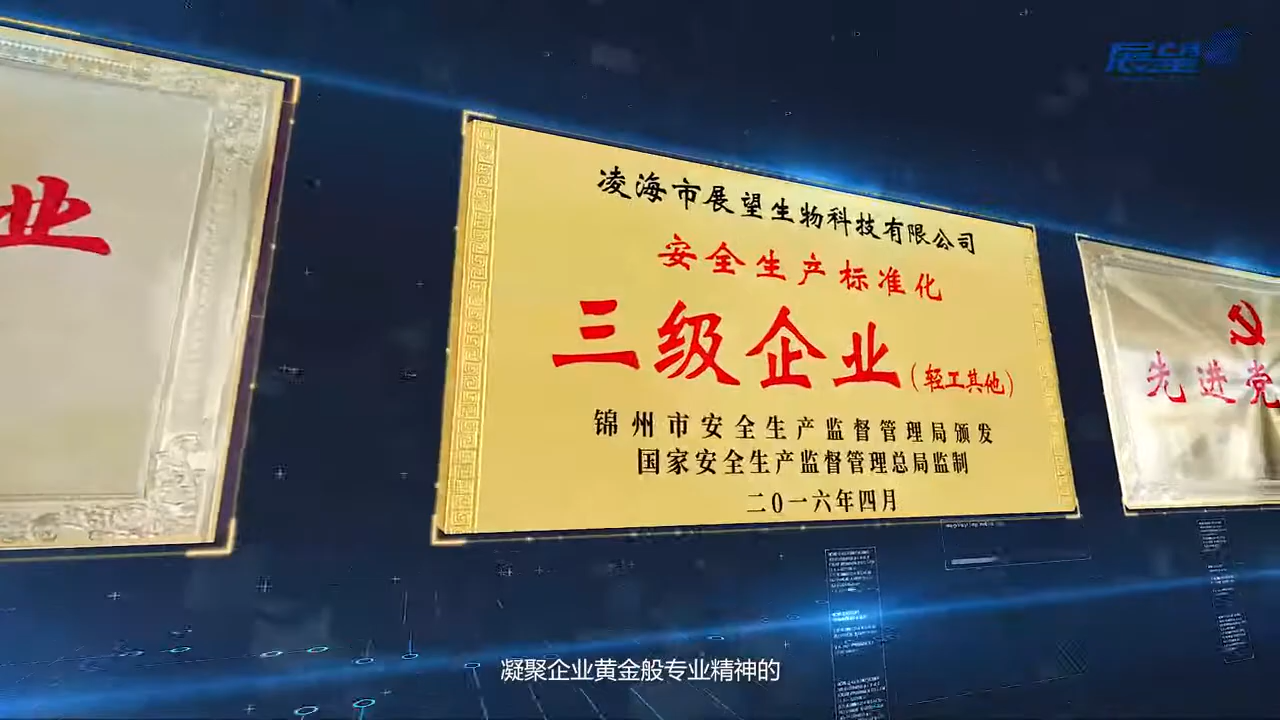 展望
业
凌海市展望生物科技有限公司
安全生产标准化
三级企业(轻工其他)
锦州市安全生产监督管理局颁发
国家安全生产监督管理总局监制
二0一六年四月
先进党
凝聚企业黄金般专业精神的